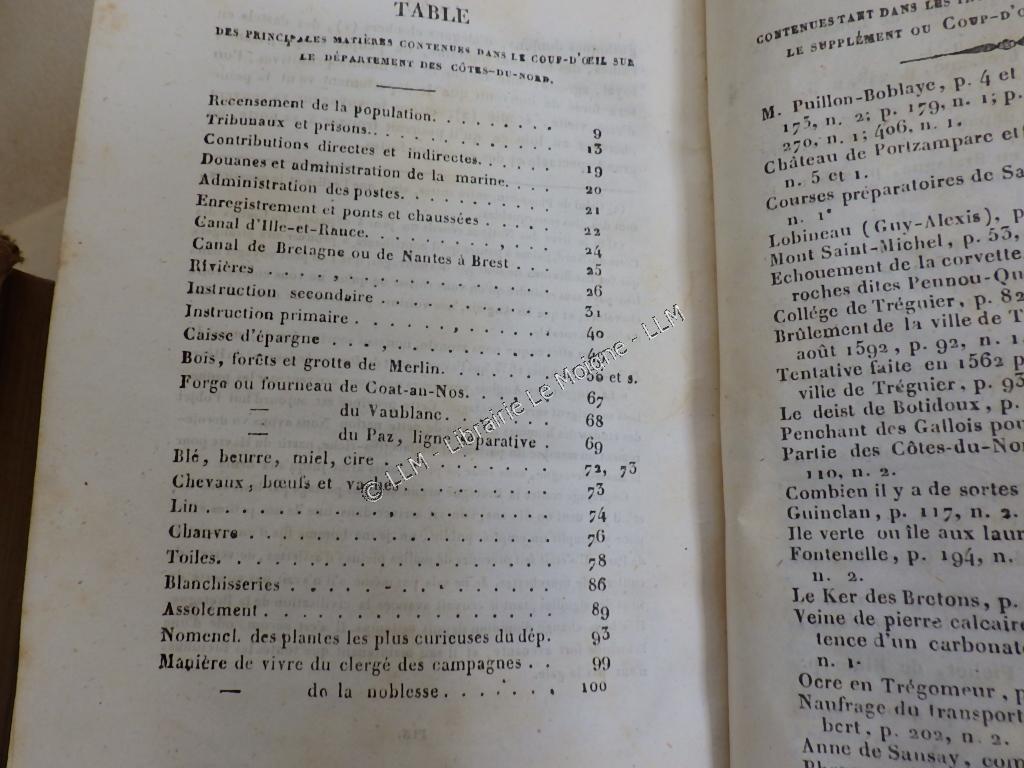 TABLE
DES PRINCIPALES MATIÈRES CONTENUES DANS LE COUP-D'ŒIL SUR
LE DÉPARTEMENT DES CÔTES-DU-NORD.
Recensement de la population. . . . . . . . 9
Tribunaux et prisons. . . . . . . . . . 13
Contributions directes et indirectes. . . . . 19
Douanes et administration de la marine. . . . 20
Administration des postes. . . . . . . . . 21
Enregistrement et ponts et chaussées . . . . . 22
Canal d'Ille-et-Rance. . . . . . . . . . 24
Canal de Bretagne ou de Nantes à Brest . . . 25
Rivières . . . . . . . . . . . . . . 26
Instruction secondaire . . . . . . . . . 31
Instruction primaire . . . . . . . . . . 40
Caisse d'épargne . . . . . . . . . . .
Bois, forêts et grotte de Merlin. . . . . . et s.
Forge ou fourneau de Coat-an-Nos. . . . . 67
— du Vaublanc. . . . . . 68
— du Paz, ligne séparative . 69
Blé, beurre, miel, cire . . . . . . . . . 72, 73
Chevaux, bœufs et vaches . . . . . . . . 73
Lin . . . . . . . . . . . . . . . . 74
Chanvre . . . . . . . . . . . . . . 76
Toiles. . . . . . . . . . . . . . . 78
Blanchisseries . . . . . . . . . . . . 86
Assolement . . . . . . . . . . . . . 89
Nomencl. des plantes les plus curieuses du dép. 93
Manière de vivre du clergé des campagnes . . 99
— de la noblesse. . . . . . . 100
© LLM - Librairie Le Moigne - LLM
CONTENUES TANT DANS LES
LE SUPPLÉMENT OU COUP-D'
M. Puillon-Boblaye, p. 4 et
175, n. 2; p. 179, n. 1; p.
270, n. 1; 406, n. 1.
Château de Portzamparc et
n. 5 et 1.
Courses préparatoires de
n. 1
Lobineau (Guy-Alexis), p
Mont Saint-Michel, p. 53,
Echouement de la corvette,
roches dites
Collége de Tréguier, p. 82
Brûlement de la ville de
août 1592, p. 92, n. 1.
Tentative faite en 1562 p
ville de Tréguier, p. 93
Le deist de Botidoux, p.
Penchant des Gallois
Partie des
110, n. 2.
Combien il y a de sortes
Guinclan, p. 117, n. 2.
Ile verte ou île aux
Fontenelle, p. 194, n.
n. 2.
Le Ker des Bretons, p.
Veine de pierre
n. 1.
Ocre en Trégomeur, p
Naufrage du transport
bert, p. 202, n. 2.
Anne de Sansay,